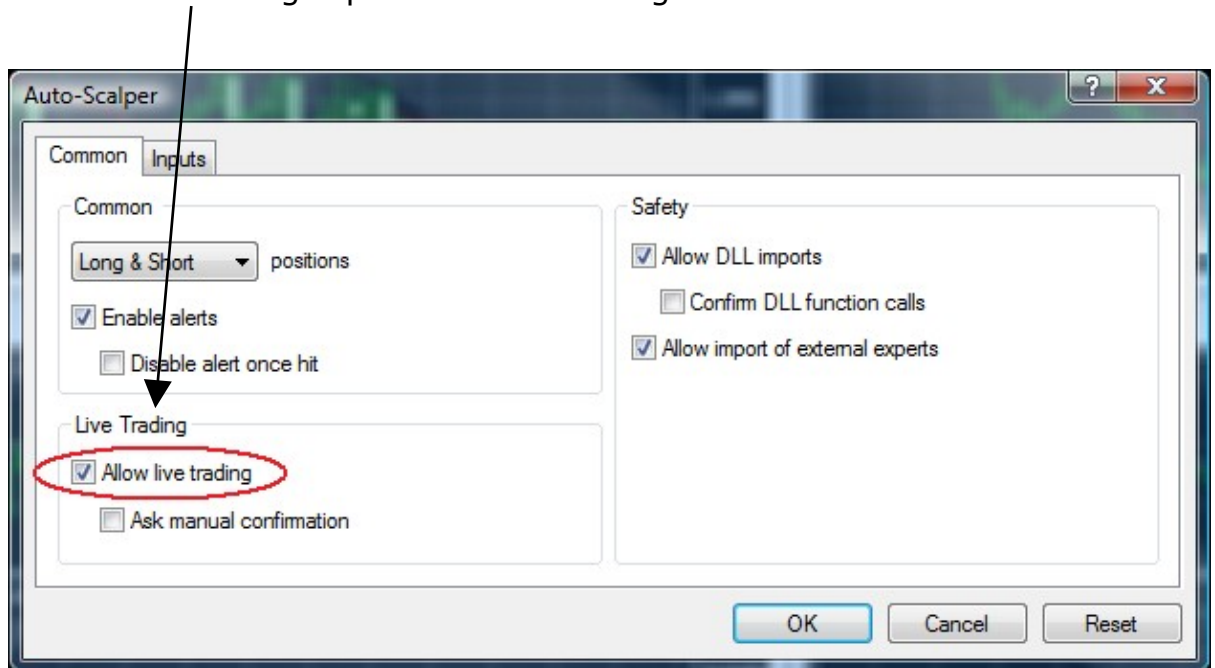 Auto-Scalper
Common Inputs
Common
Long & Short positions
Enable alerts
Disable alert once hit
Live Trading
Allow live trading
Ask manual confirmation
Safety
Allow DLL imports
Confirm DLL function calls
Allow import of external experts
OK Cancel Reset